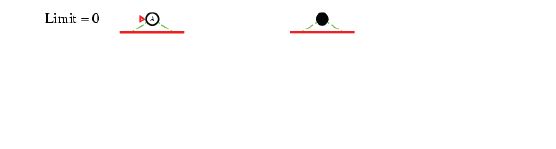 Limit = 0